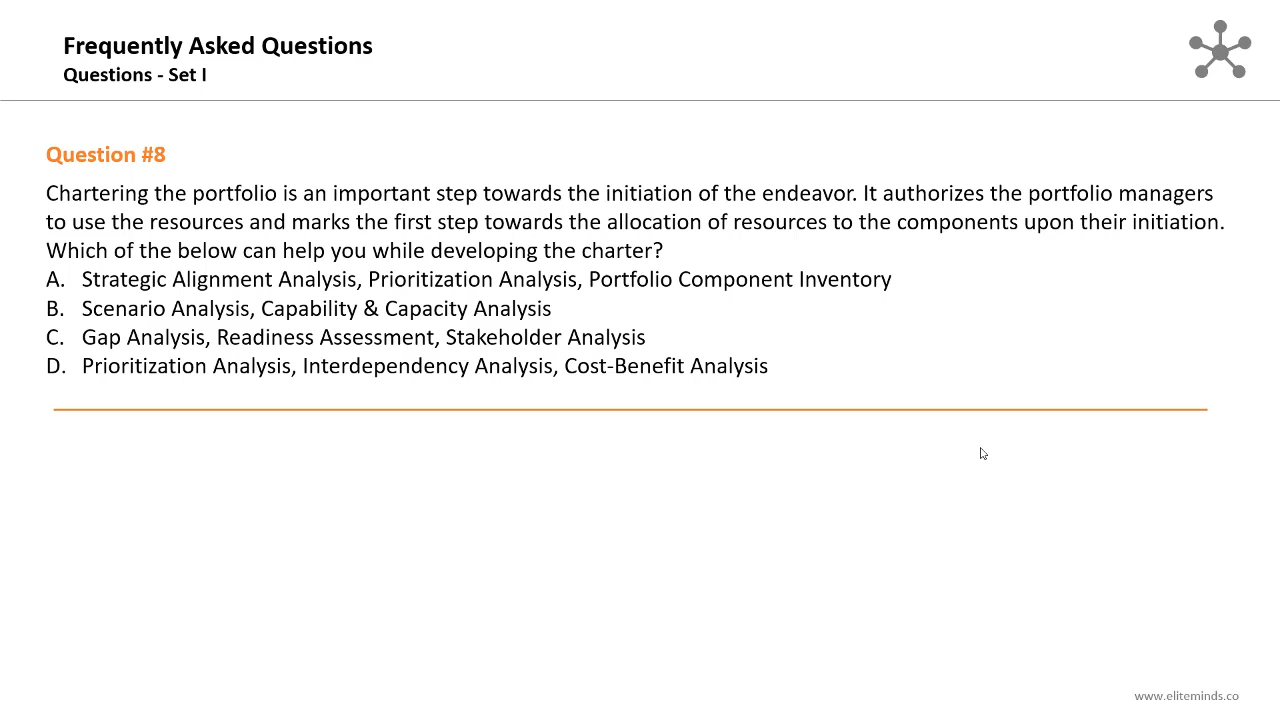 Frequently Asked Questions
Questions - Set I
Question #8
Chartering the portfolio is an important step towards the initiation of the endeavor. It authorizes the portfolio managers
to use the resources and marks the first step towards the allocation of resources to the components upon their initiation.
Which of the below can help you while developing the charter?
A. Strategic Alignment Analysis, Prioritization Analysis, Portfolio Component Inventory
B. Scenario Analysis, Capability & Capacity Analysis
C. Gap Analysis, Readiness Assessment, Stakeholder Analysis
D. Prioritization Analysis, Interdependency Analysis, Cost-Benefit Analysis
www.eliteminds.co